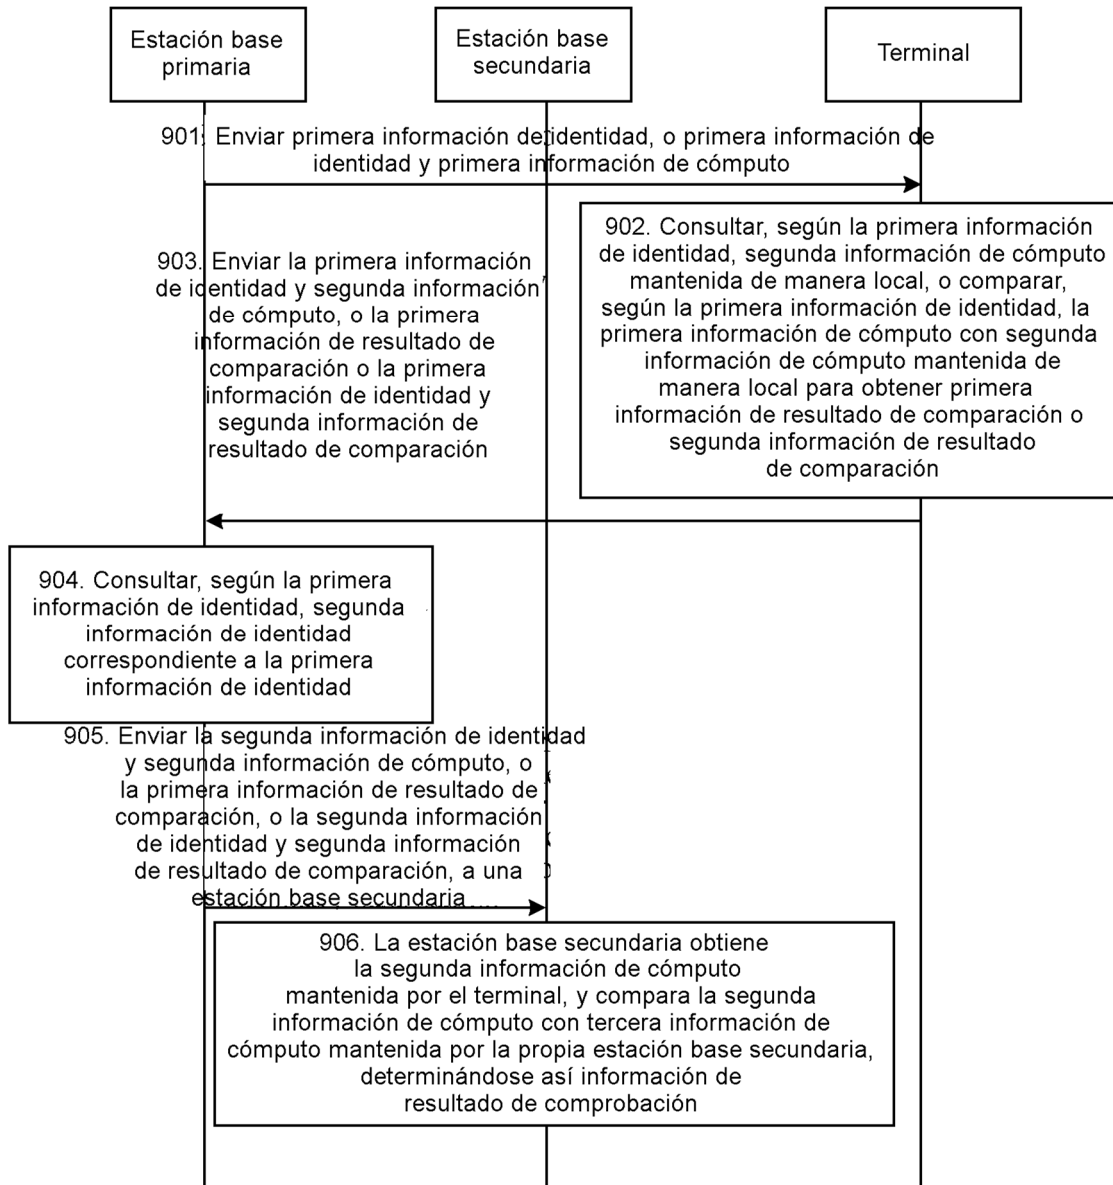 Estación base
primaria
Estación base
secundaria
Terminal
901. Enviar primera información de identidad, o primera información de
identidad y primera información de cómputo
902. Consultar, según la primera información
de identidad, segunda información de cómputo
mantenida de manera local, o comparar,
según la primera información de identidad, la
primera información de cómputo con segunda
información de cómputo mantenida de
manera local para obtener primera
información de resultado de comparación o
segunda información de resultado
de comparación
903. Enviar la primera información
de identidad y segunda información
de cómputo, o la primera
información de resultado de
comparación o la primera
información de identidad y
segunda información de
resultado de comparación
904. Consultar, según la primera
información de identidad, segunda
información de identidad
correspondiente a la primera
información de identidad
905. Enviar la segunda información de identidad
y segunda información de cómputo, o
la primera información de resultado de
comparación, o la segunda información
de identidad y segunda información
de resultado de comparación, a una
estación base secundaria
906. La estación base secundaria obtiene
la segunda información de cómputo
mantenida por el terminal, y compara la segunda
información de cómputo con tercera información de
cómputo mantenida por la propia estación base secundaria,
determinándose así información de
resultado de comprobación